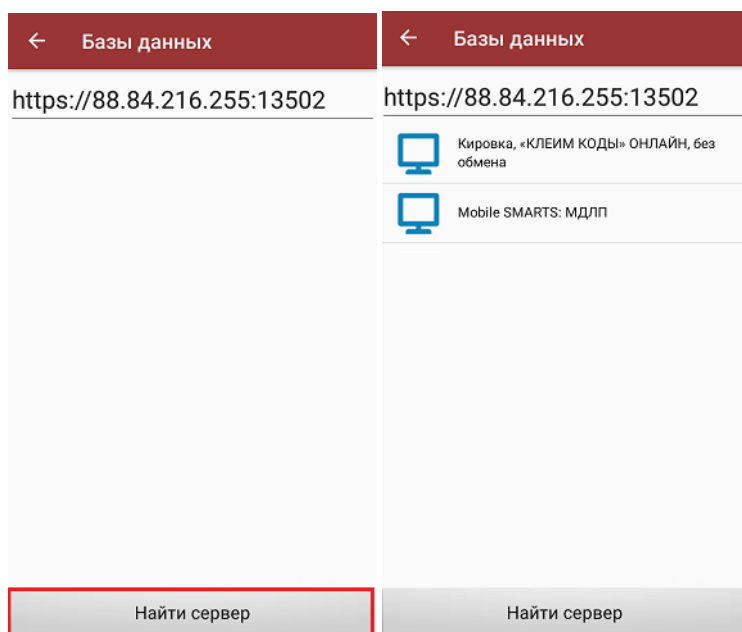 Базы данных
https://88.84.216.255:13502
Найти сервер
Базы данных
https://88.84.216.255:13502
Кировка, «КЛЕИМ КОДЫ» ОНЛАЙН, без
обмена
Mobile SMARTS: МДЛП
Найти сервер